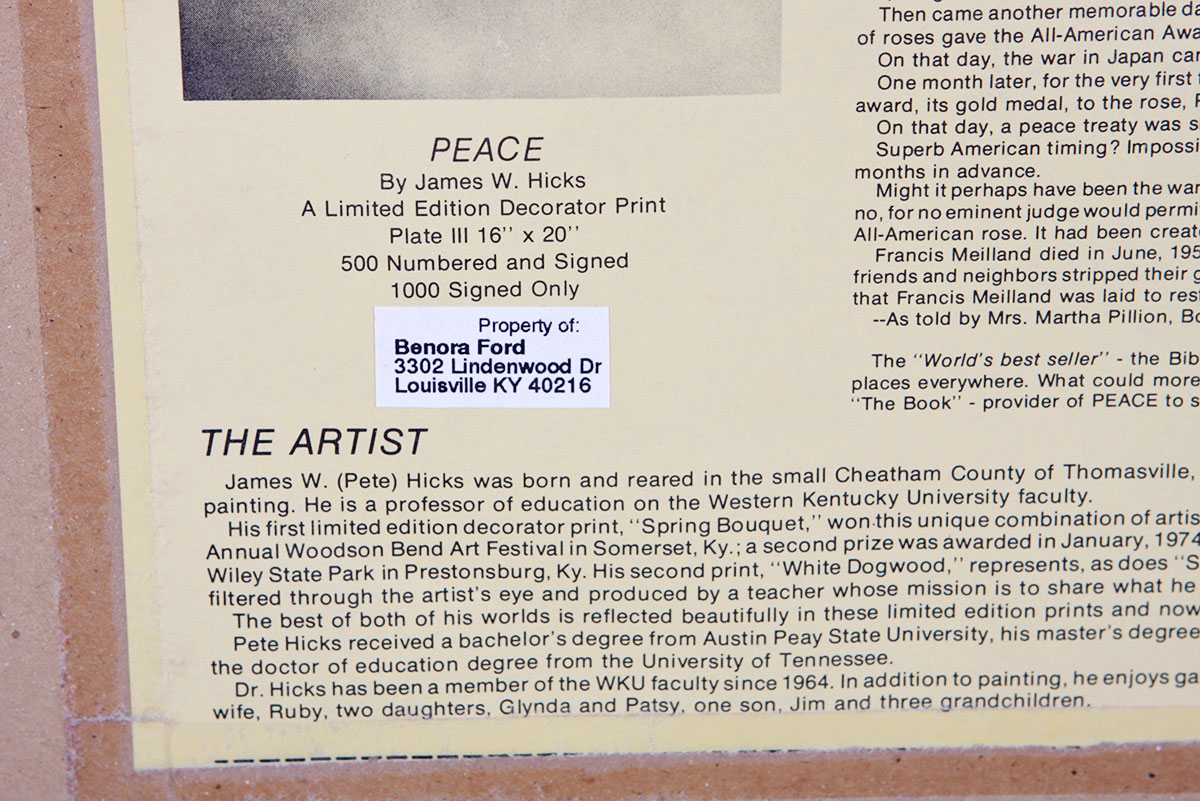 PEACE
By James W. Hicks
A Limited Edition Decorator Print
Plate III 16'' x 20''
500 Numbered and Signed
1000 Signed Only
Property of:
Benora Ford
3302 Lindenwood Dr
Louisville KY 40216
Then came another memorable
of roses gave the All-American
On that day, the war in Japan
One month later, for the very first
award, its gold medal, to the rose,
On that day, a peace treaty was
Superb American timing?
months in advance.
Might it perhaps have been the
no, for no eminent judge would
All-American rose. It had been
Francis Meilland died in June,
friends and neighbors stripped their
that Francis Meilland was laid to
--As told by Mrs. Martha Pillion,
The "World's best seller" - the
places everywhere. What could more
"The Book" - provider of PEACE to
THE ARTIST
James W. (Pete) Hicks was born and reared in the small Cheatham County of Thomasville,
painting. He is a professor of education on the Western Kentucky University faculty.
His first limited edition decorator print, "Spring Bouquet," won this unique combination of
Annual Woodson Bend Art Festival in Somerset, Ky.; a second prize was awarded in January, 1974
Wiley State Park in Prestonsburg, Ky. His second print, "White Dogwood," represents, as does
filtered through the artist's eye and produced by a teacher whose mission is to share what he
The best of both of his worlds is reflected beautifully in these limited edition prints and now
Pete Hicks received a bachelor's degree from Austin Peay State University, his master's degree
the doctor of education degree from the University of Tennessee.
Dr. Hicks has been a member of the WKU faculty since 1964. In addition to painting, he enjoys
wife, Ruby, two daughters, Glynda and Patsy, one son, Jim and three grandchildren.